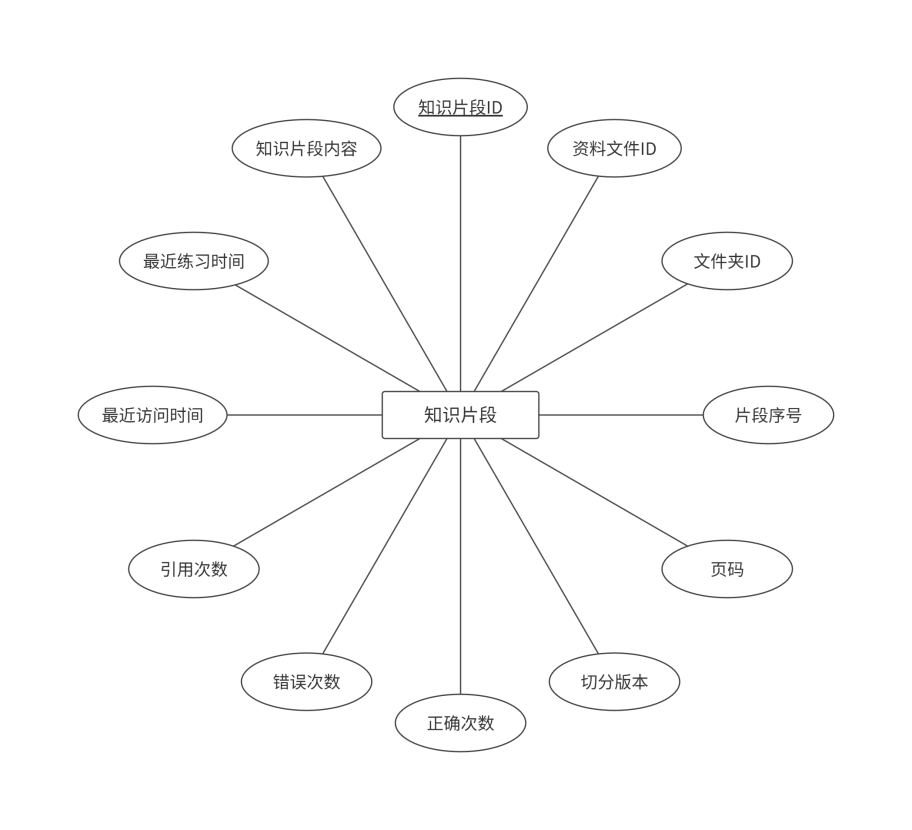 知识片段ID
知识片段内容
资料文件ID
最近练习时间
文件夹ID
最近访问时间
知识片段
片段序号
引用次数
页码
错误次数
切分版本
正确次数